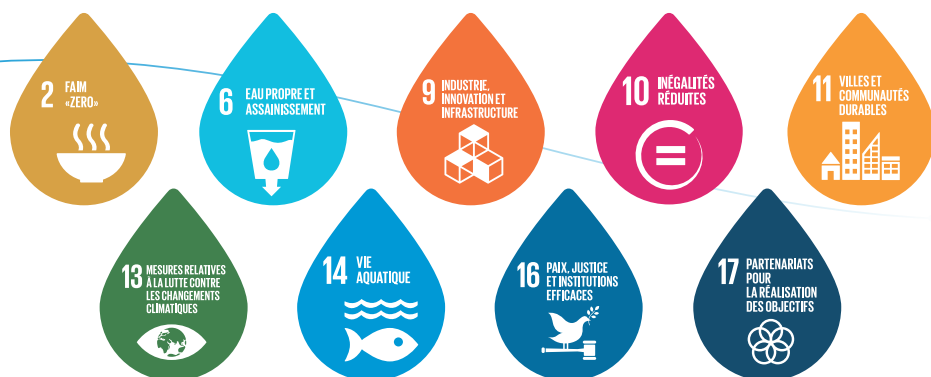 2 FAIM
«ZERO»
6 EAU PROPRE ET
ASSAINISSEMENT
9 INDUSTRIE,
INNOVATION ET
INFRASTRUCTURE
10 INÉGALITÉS
RÉDUITES
11 VILLES ET
COMMUNAUTÉS
DURABLES
13 MESURES RELATIVES
À LA LUTTE CONTRE
LES CHANGEMENTS
CLIMATIQUES
14 VIE
AQUATIQUE
16 PAIX, JUSTICE
ET INSTITUTIONS
EFFICACES
17 PARTENARIATS
POUR
LA RÉALISATION
DES OBJECTIFS